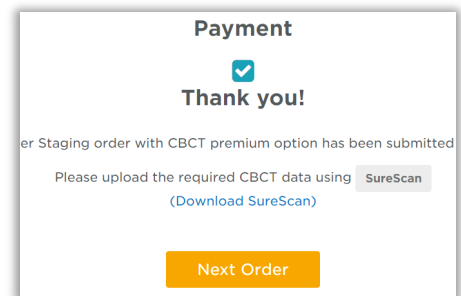 Payment
Thank you!
er Staging order with CBCT premium option has been submitted
Please upload the required CBCT data using SureScan
(Download SureScan)
Next Order